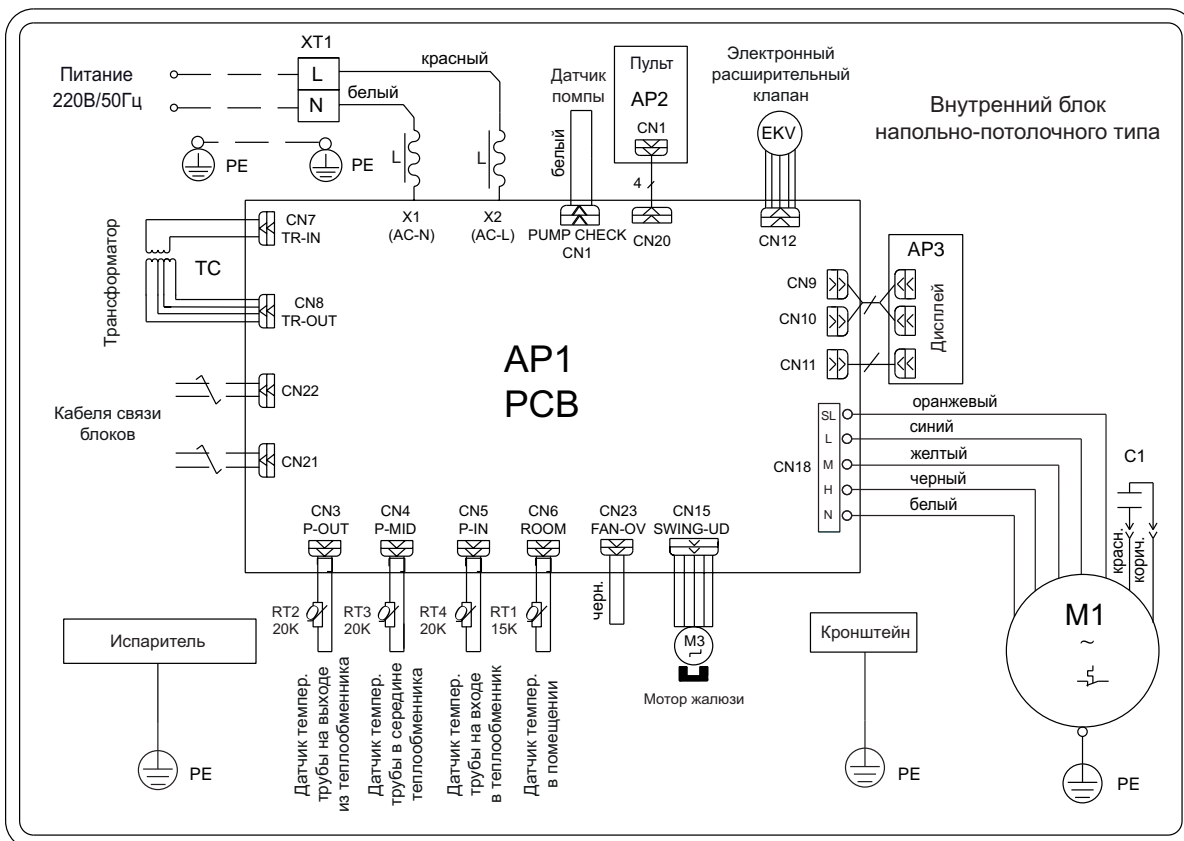 XT1
L
N
Питание
220В/50Гц
красный
белый
PE
PE
L
L
Датчик
помпы
белый
Пульт
AP2
CN1
4
Электронный
расширительный
клапан
EKV
Внутренний блок
напольно-потолочного типа
Трансформатор
TC
CN7
TR-IN
CN8
TR-OUT
X1
(AC-N)
X2
(AC-L)
PUMP CHECK
CN1
CN20
CN12
CN9
CN10
CN11
AP3
Дисплей
AP1
PCB
Кабеля связи
блоков
CN22
CN21
CN18
SL
L
M
H
N
оранжевый
синий
желтый
черный
белый
C1
красн.
корич.
M1
~
PE
CN3
P-OUT
CN4
P-MID
CN5
P-IN
CN6
ROOM
CN23
FAN-OV
CN15
SWING-UD
RT2
20K
RT3
20K
RT4
20K
RT1
15K
черн.
M3
Мотор жалюзи
Испаритель
PE
Кронштейн
PE
Датчик темпер.
трубы на выходе
из теплообменника
Датчик темпер.
трубы в середине
теплообменника
Датчик темпер.
трубы на входе
в теплообменник
Датчик темпер.
в помещении